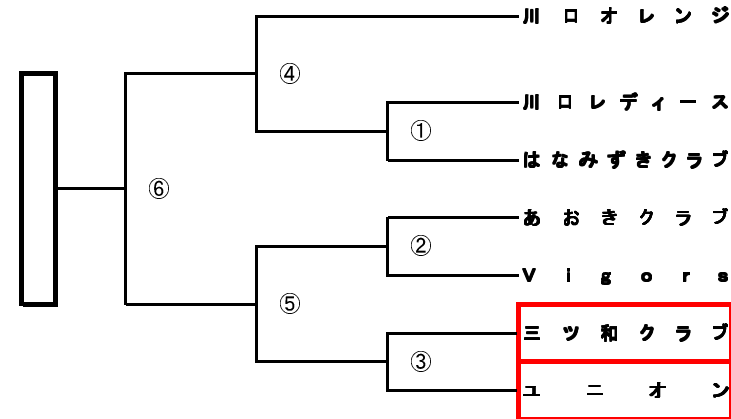 川口オレンジ
④
川口レディース
①
はなみずきクラブ
⑥
あおきクラブ
②
Vigors
⑤
三ツ和クラブ
③
ユニオン